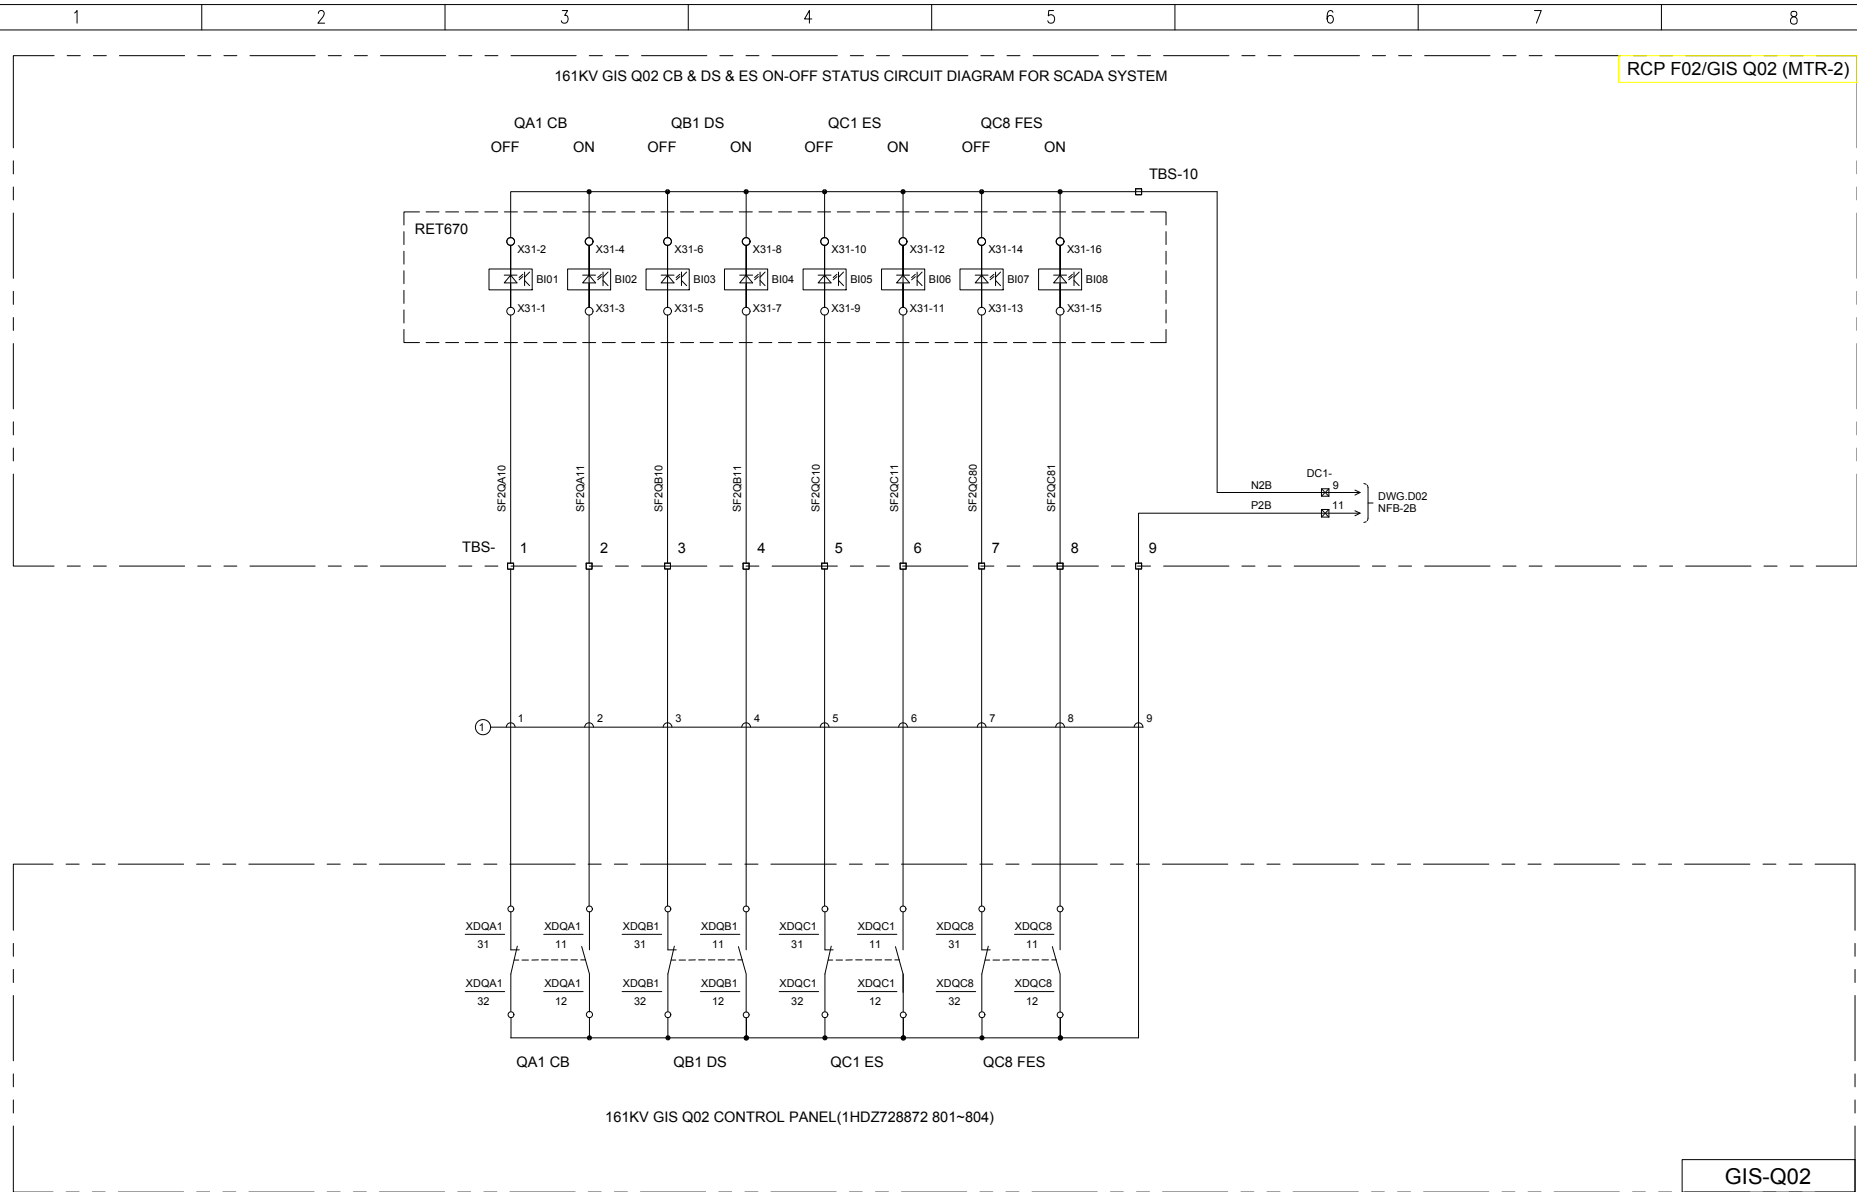 1 2 3 4 5 6 7 8
RCP F02/GIS Q02 (MTR-2)
161KV GIS Q02 CB & DS & ES ON-OFF STATUS CIRCUIT DIAGRAM FOR SCADA SYSTEM
QA1 CB QB1 DS QC1 ES QC8 FES
OFF ON OFF ON OFF ON OFF ON
TBS-10
RET670
X31-2 X31-4 X31-6 X31-8 X31-10 X31-12 X31-14 X31-16
BI01 BI02 BI03 BI04 BI05 BI06 BI07 BI08
X31-1 X31-3 X31-5 X31-7 X31-9 X31-11 X31-13 X31-15
SF2QA10 SF2QA11 SF2QB10 SF2QB11 SF2QC10 SF2QC11 SF2QC80 SF2QC81
DC1-
N2B 9
P2B 11
DWG.D02
NFB-2B
TBS- 1 2 3 4 5 6 7 8 9
1 1 2 3 4 5 6 7 8 9
XDQA1 XDQA1 XDQB1 XDQB1 XDQC1 XDQC1 XDQC8 XDQC8
31 11 31 11 31 11 31 11
XDQA1 XDQA1 XDQB1 XDQB1 XDQC1 XDQC1 XDQC8 XDQC8
32 12 32 12 32 12 32 12
QA1 CB QB1 DS QC1 ES QC8 FES
161KV GIS Q02 CONTROL PANEL(1HDZ728872 801~804)
GIS-Q02